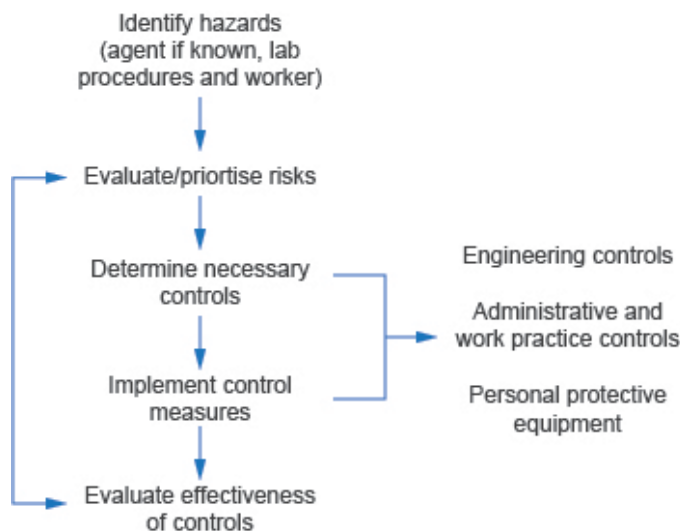 Identify hazards
(agent if known, lab
procedures and worker)
Evaluate/priortise risks
Determine necessary
controls
Implement control
measures
Evaluate effectiveness
of controls
Engineering controls
Administrative and
work practice controls
Personal protective
equipment